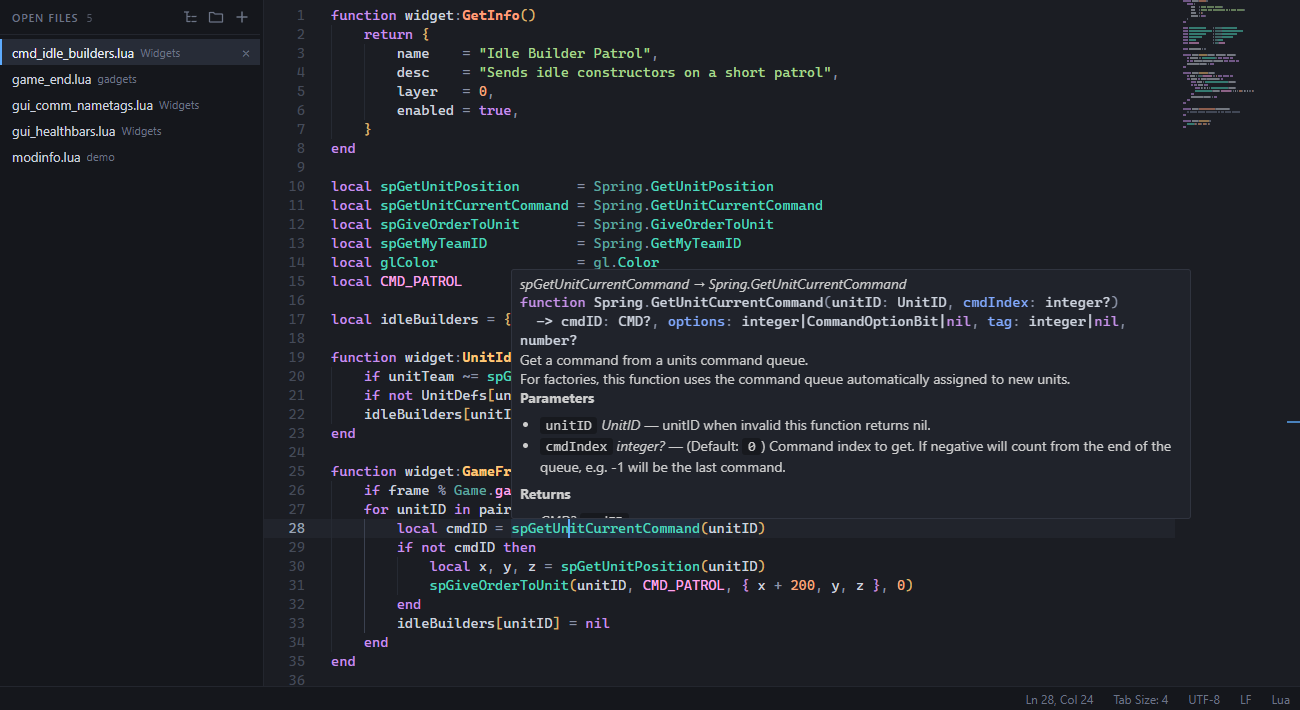 OPEN FILES 5
cmd_idle_builders.lua Widgets ×
game_end.lua gadgets
gui_comm_nametags.lua Widgets
gui_healthbars.lua Widgets
modinfo.lua demo
1 function widget:GetInfo()
2 return {
3 name = "Idle Builder Patrol",
4 desc = "Sends idle constructors on a short patrol",
5 layer = 0,
6 enabled = true,
7 }
8 end
9
10 local spGetUnitPosition = Spring.GetUnitPosition
11 local spGetUnitCurrentCommand = Spring.GetUnitCurrentCommand
12 local spGiveOrderToUnit = Spring.GiveOrderToUnit
13 local spGetMyTeamID = Spring.GetMyTeamID
14 local glColor = gl.Color
15 local CMD_PATROL
16
17 local idleBuilders = {
18
19 function widget:UnitId
20 if unitTeam ~= spG
21 if not UnitDefs[un
22 idleBuilders[unitI
23 end
24
25 function widget:GameFr
26 if frame % Game.ga
27 for unitID in pair
spGetUnitCurrentCommand → Spring.GetUnitCurrentCommand
function Spring.GetUnitCurrentCommand(unitID: UnitID, cmdIndex: integer?)
-> cmdID: CMD?, options: integer|CommandOptionBit|nil, tag: integer|nil,
number?
Get a command from a units command queue.
For factories, this function uses the command queue automatically assigned to new units.
Parameters
• unitID UnitID — unitID when invalid this function returns nil.
• cmdIndex integer? — (Default: 0 ) Command index to get. If negative will count from the end of the
queue, e.g. -1 will be the last command.
Returns
28 local cmdID = spGetUnitCurrentCommand(unitID)
29 if not cmdID then
30 local x, y, z = spGetUnitPosition(unitID)
31 spGiveOrderToUnit(unitID, CMD_PATROL, { x + 200, y, z }, 0)
32 end
33 idleBuilders[unitID] = nil
34 end
35 end
36
Ln 28, Col 24 Tab Size: 4 UTF-8 LF Lua